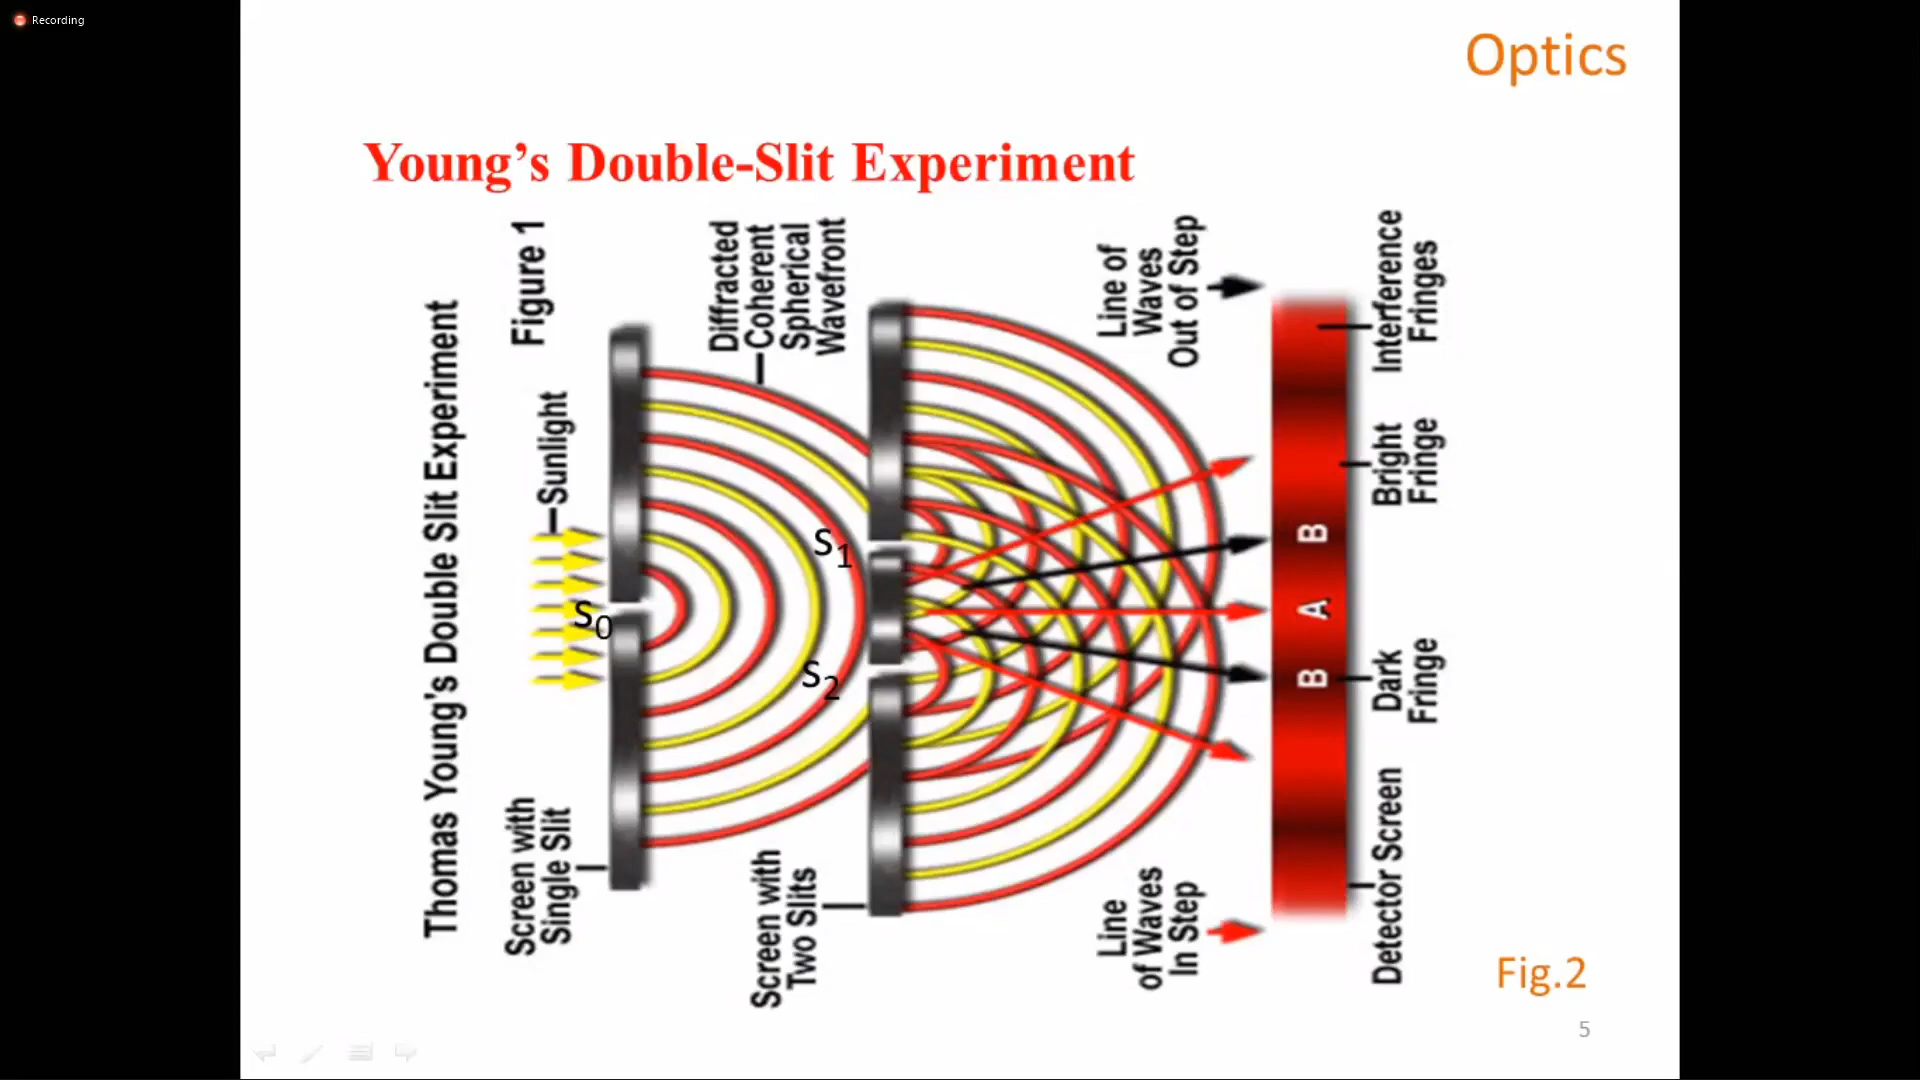 Recording
Optics
Young's Double-Slit Experiment
Thomas Young's Double Slit Experiment
Figure 1
Sunlight
Screen with
Single Slit
Diffracted
Coherent
Spherical
Wavefront
Screen with
Two Slits
S0
S1
S2
Line of
Waves
Out of Step
Line
of Waves
In Step
Interference
Fringes
Bright
Fringe
B
A
B
Dark
Fringe
Detector Screen
Fig.2
5